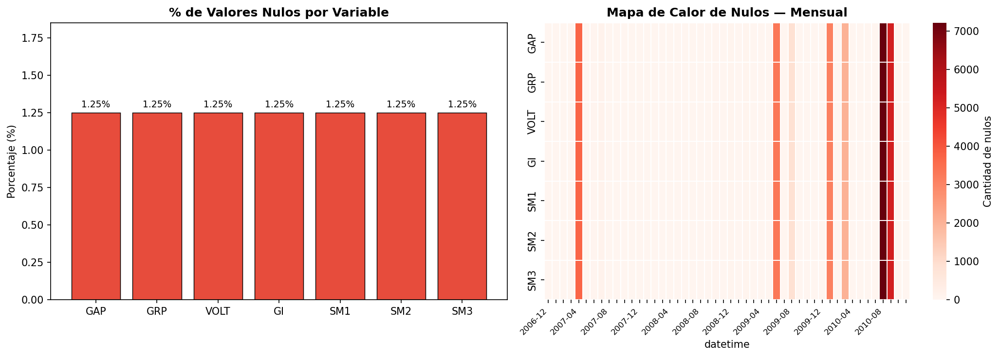 % de Valores Nulos por Variable
Porcentaje (%)
1.75
1.50
1.25
1.00
0.75
0.50
0.25
0.00
1.25% 1.25% 1.25% 1.25% 1.25% 1.25% 1.25%
GAP GRP VOLT GI SM1 SM2 SM3
Mapa de Calor de Nulos — Mensual
GAP
GRP
VOLT
GI
SM1
SM2
SM3
2006-12 2007-04 2007-08 2007-12 2008-04 2008-08 2008-12 2009-04 2009-08 2009-12 2010-04 2010-08
datetime
7000
6000
5000
4000
3000
2000
1000
0
Cantidad de nulos